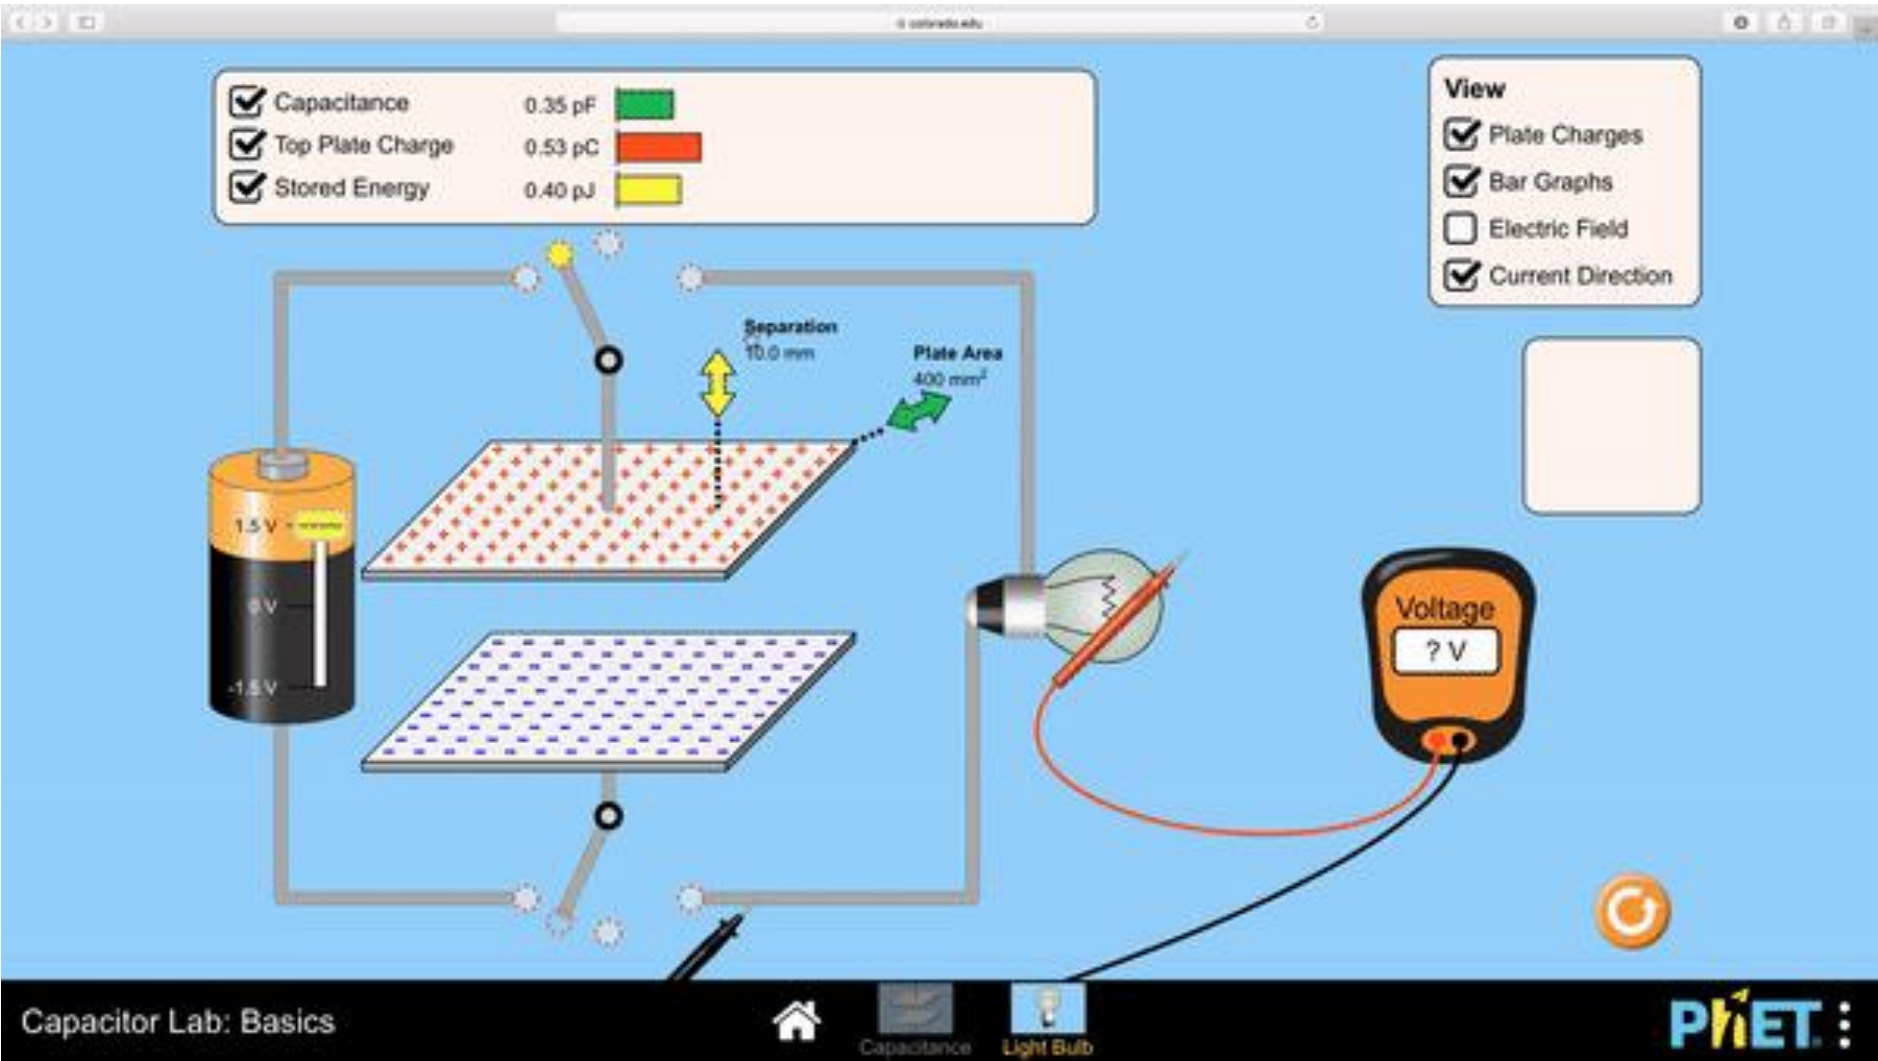 colorado.edu
Capacitance 0.35 pF
Top Plate Charge 0.53 pC
Stored Energy 0.40 pJ
View
Plate Charges
Bar Graphs
Electric Field
Current Direction
Separation
10.0 mm
Plate Area
400 mm²
1.5 V
0 V
-1.5 V
Voltage
? V
Capacitor Lab: Basics
Capacitance
Light Bulb
PhET